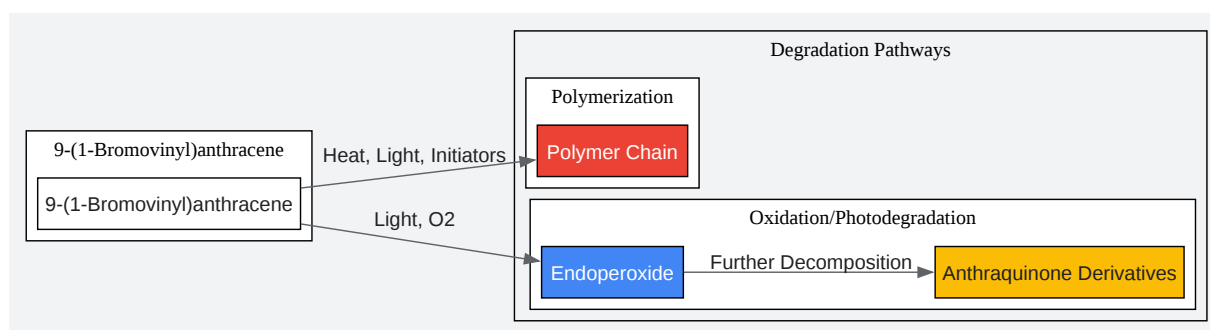 Degradation Pathways
Polymerization
9-(1-Bromovinyl)anthracene
Heat, Light, Initiators
Polymer Chain
9-(1-Bromovinyl)anthracene
Light, O2
Oxidation/Photodegradation
Endoperoxide
Further Decomposition
Anthraquinone Derivatives